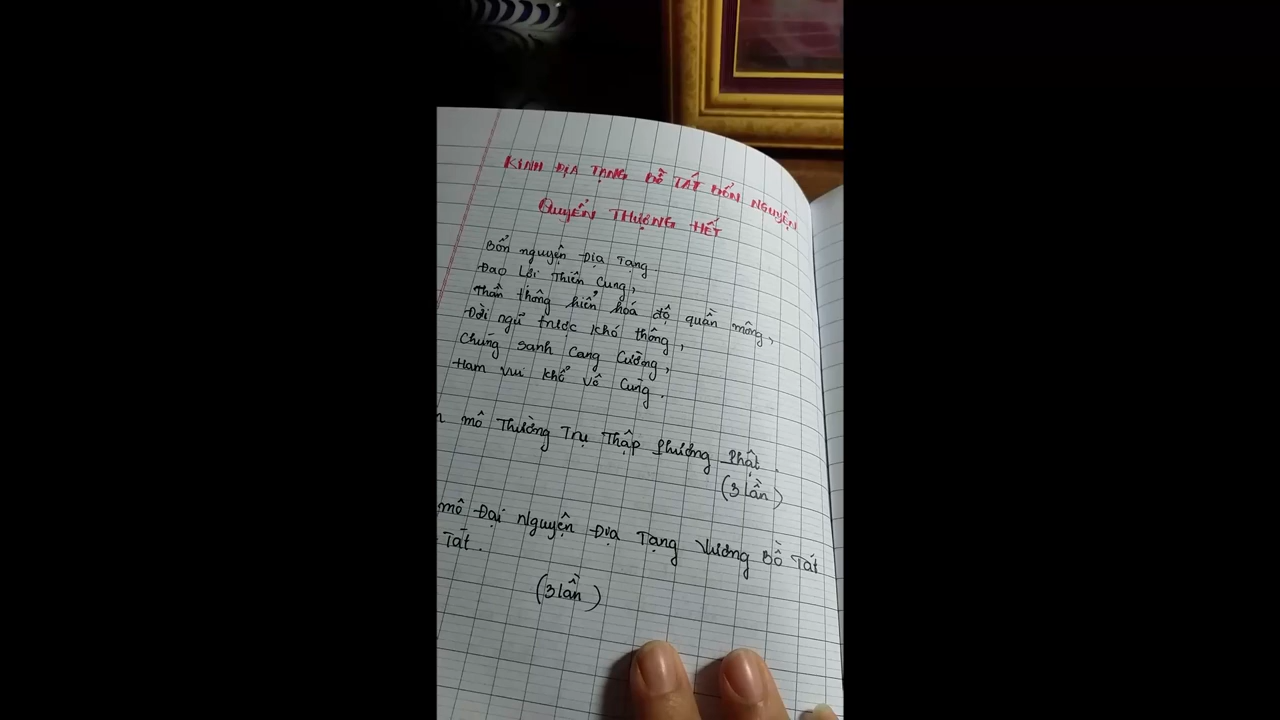 KINH ĐỊA TẠNG BỒ TÁT BỔN NGUYỆN
QUYỂN THƯỢNG HẾT
Bổn nguyện Địa Tạng
Đao Lợi Thiên Cung,
Thần thông hiển hoá độ quần mông,
Đời ngũ trược khó thông,
Chúng sanh Cang Cường,
Ham vui khổ vô Cùng.
mô Thường Trụ Thập Phương Phật.
(3 lần)
mô Đại Nguyện Địa Tạng Vương Bồ Tát
Tát.
(3 lần)